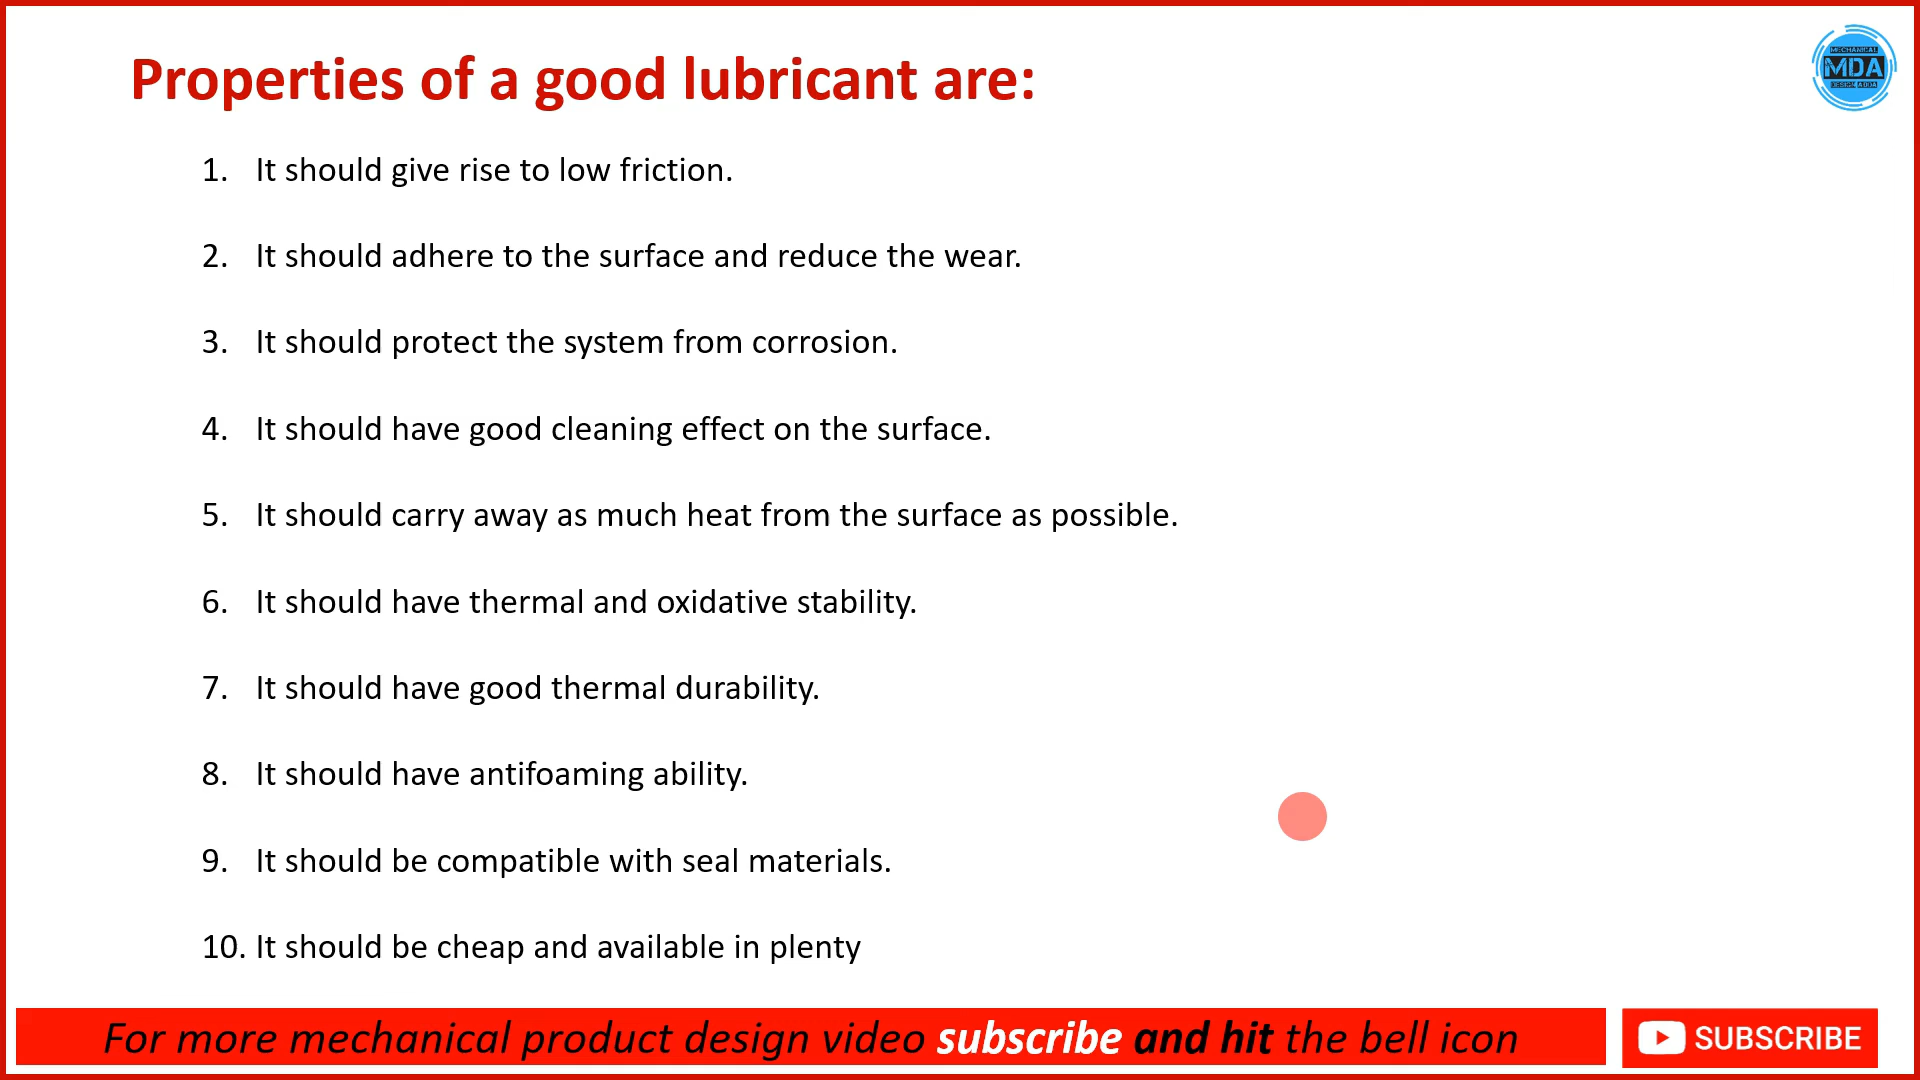 Properties of a good lubricant are:
MECHANICAL
MDA
DESIGN ADDA
1. It should give rise to low friction.
2. It should adhere to the surface and reduce the wear.
3. It should protect the system from corrosion.
4. It should have good cleaning effect on the surface.
5. It should carry away as much heat from the surface as possible.
6. It should have thermal and oxidative stability.
7. It should have good thermal durability.
8. It should have antifoaming ability.
9. It should be compatible with seal materials.
10. It should be cheap and available in plenty
For more mechanical product design video subscribe and hit the bell icon
SUBSCRIBE